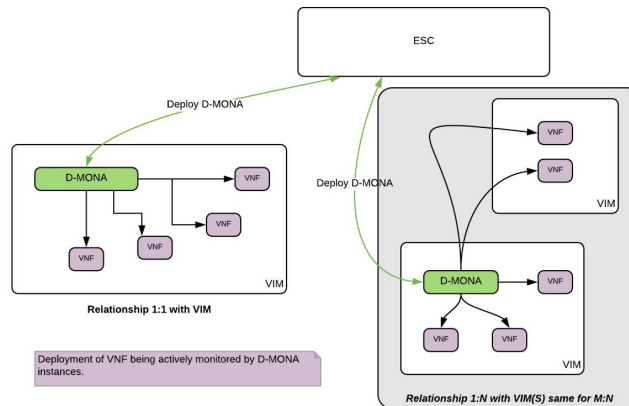 ESC
Deploy D-MONA
VNF
D-MONA
VNF
VNF
VIM
Deploy D-MONA
VNF
VNF
VNF
VNF
VIM
D-MONA
VNF
Relationship 1:1 with VIM
VNF
VNF
VIM
Deployment of VNF being actively monitored by D-MONA
instances.
Relationship 1:N with VIM(S) same for M:N